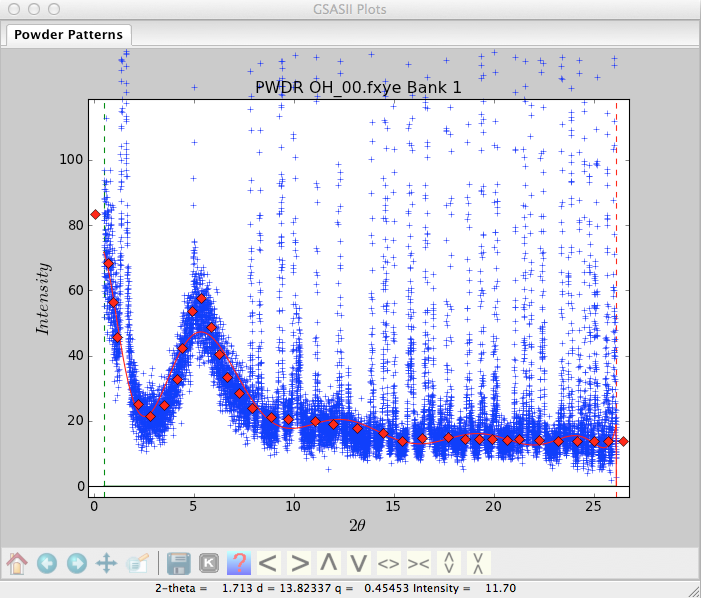 GSASII Plots
Powder Patterns
PWDR OH_00.fxye Bank 1
100
80
60
40
20
0
Intensity
0 5 10 15 20 25
2θ
K ? < > Λ V <> ><
2-theta = 1.713 d = 13.82337 q = 0.45453 Intensity = 11.70